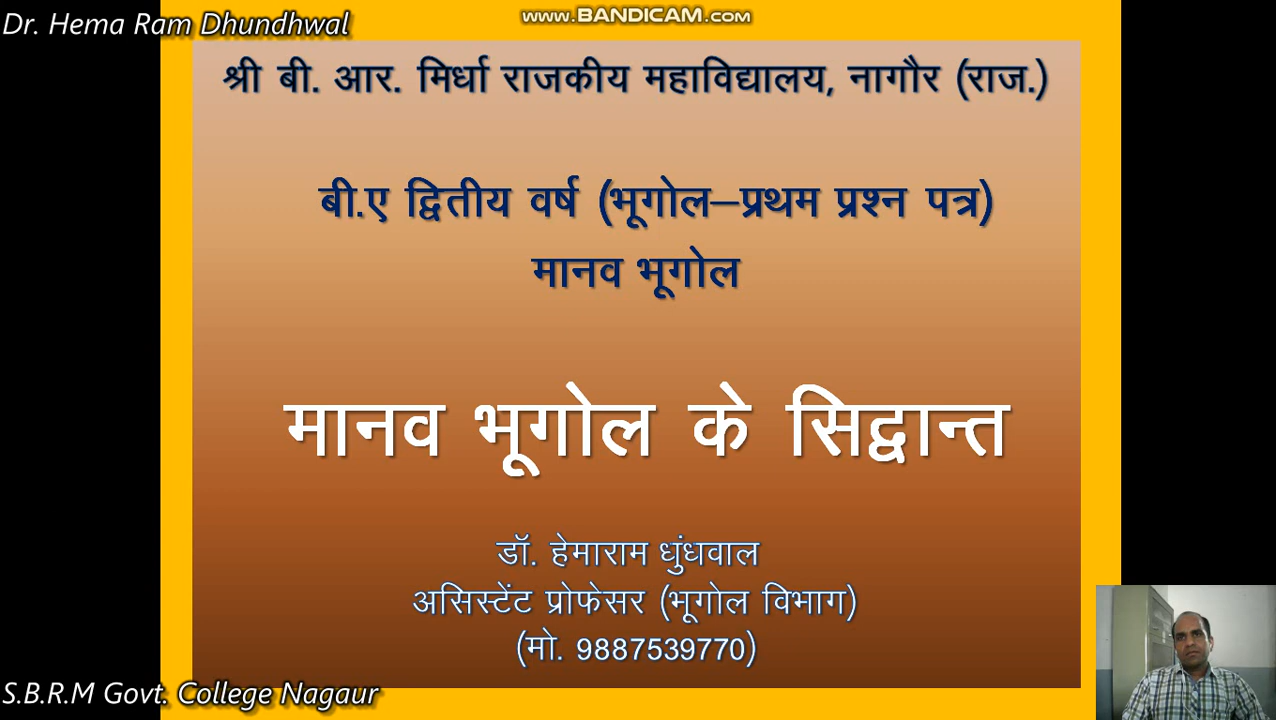 Dr. Hema Ram Dhundhwal
www.BANDICAM.com
श्री बी. आर. मिर्धा राजकीय महाविद्यालय, नागौर (राज.)
बी.ए द्वितीय वर्ष (भूगोल–प्रथम प्रश्न पत्र)
मानव भूगोल
मानव भूगोल के सिद्वान्त
डॉ. हेमाराम धुंधवाल
असिस्टेंट प्रोफेसर (भूगोल विभाग)
(मो. 9887539770)
S.B.R.M Govt. College Nagaur